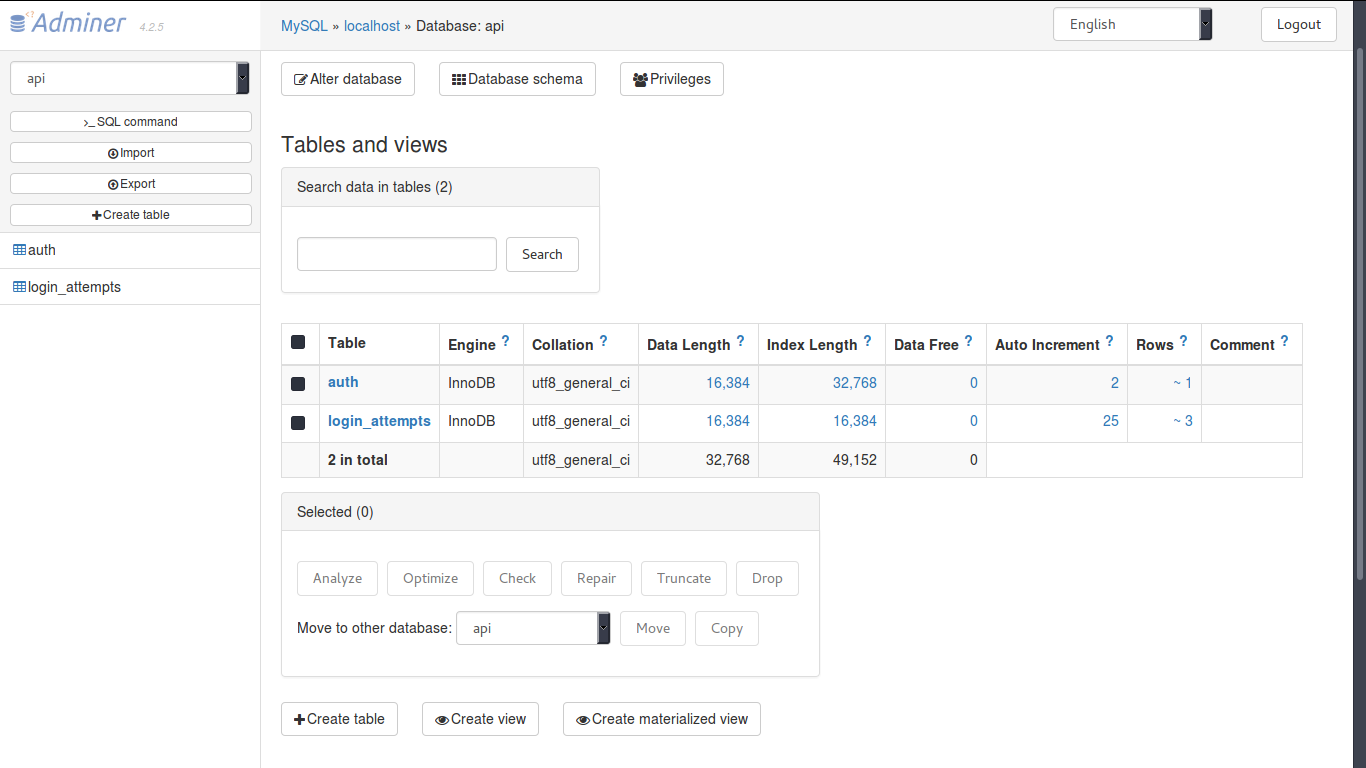 Adminer 4.2.5
MySQL » localhost » Database: api
English
Logout
api
SQL command
Import
Export
Create table
auth
login_attempts
Alter database
Database schema
Privileges
Tables and views
Search data in tables (2)
Search
Table Engine ? Collation ? Data Length ? Index Length ? Data Free ? Auto Increment ? Rows ? Comment ?
auth InnoDB utf8_general_ci 16,384 32,768 0 2 ~ 1
login_attempts InnoDB utf8_general_ci 16,384 16,384 0 25 ~ 3
2 in total utf8_general_ci 32,768 49,152 0
Selected (0)
Analyze Optimize Check Repair Truncate Drop
Move to other database: api Move Copy
Create table Create view Create materialized view